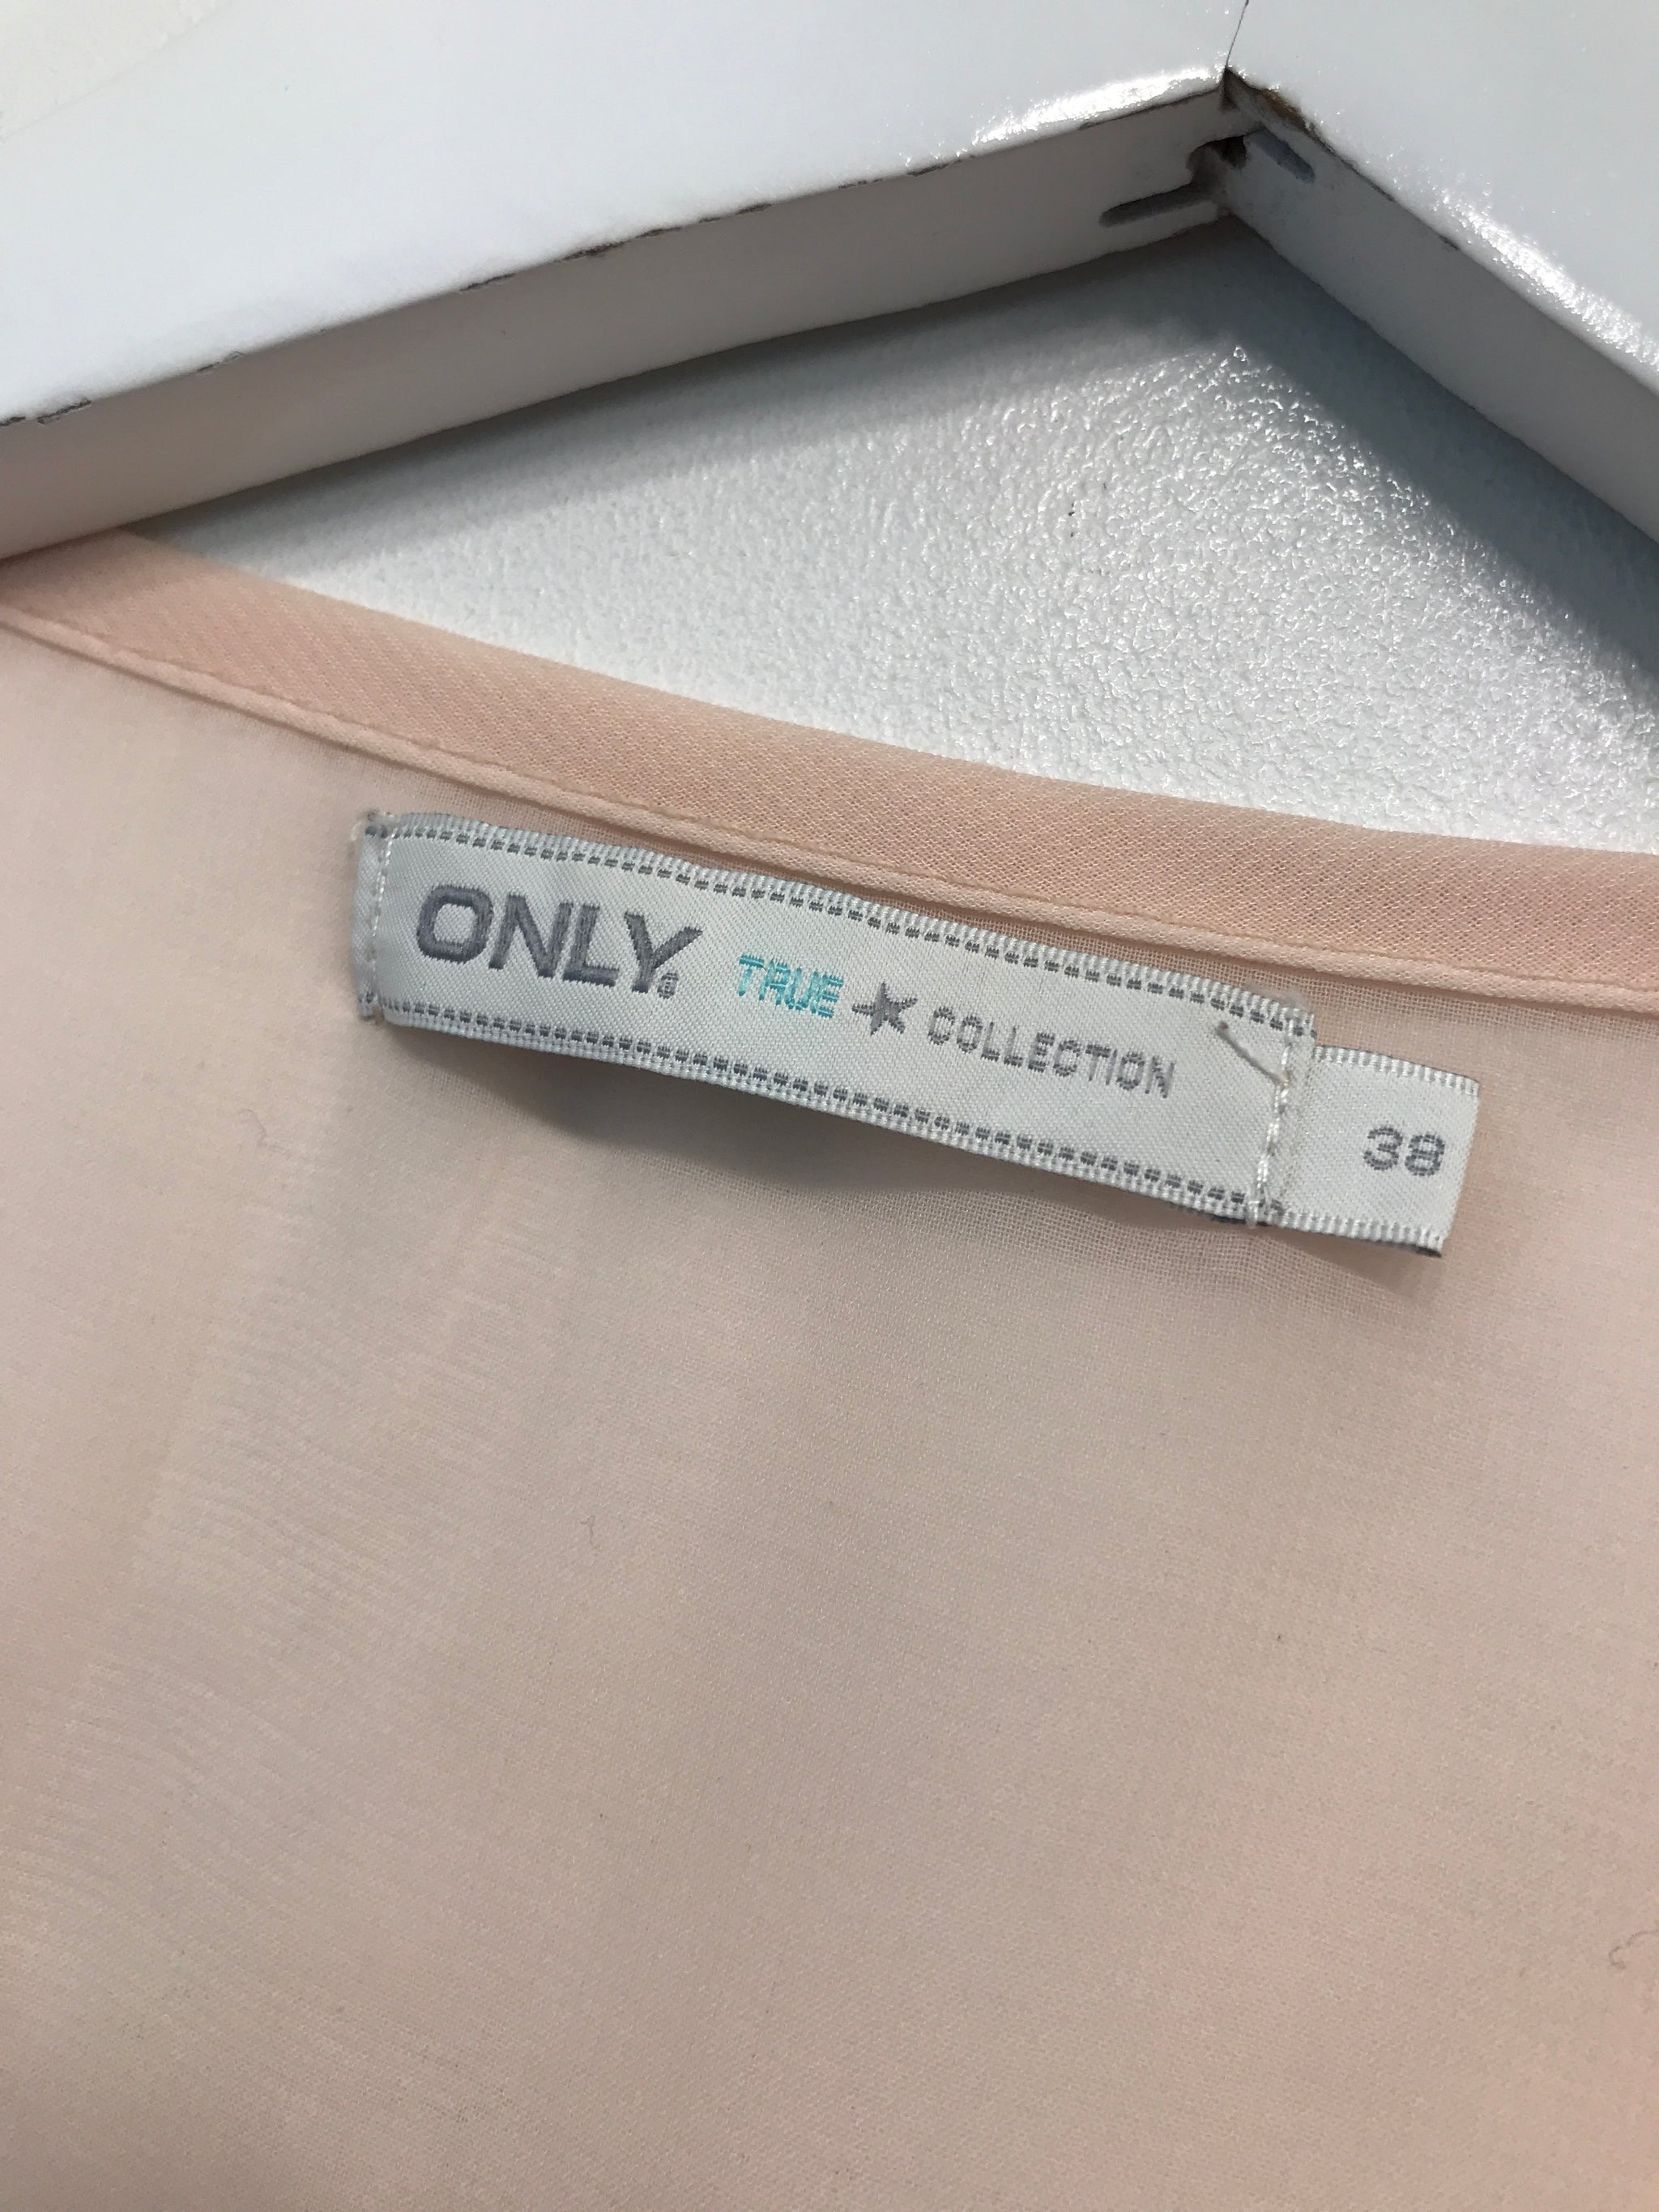 ONLY® TRUE ★ COLLECTION
38